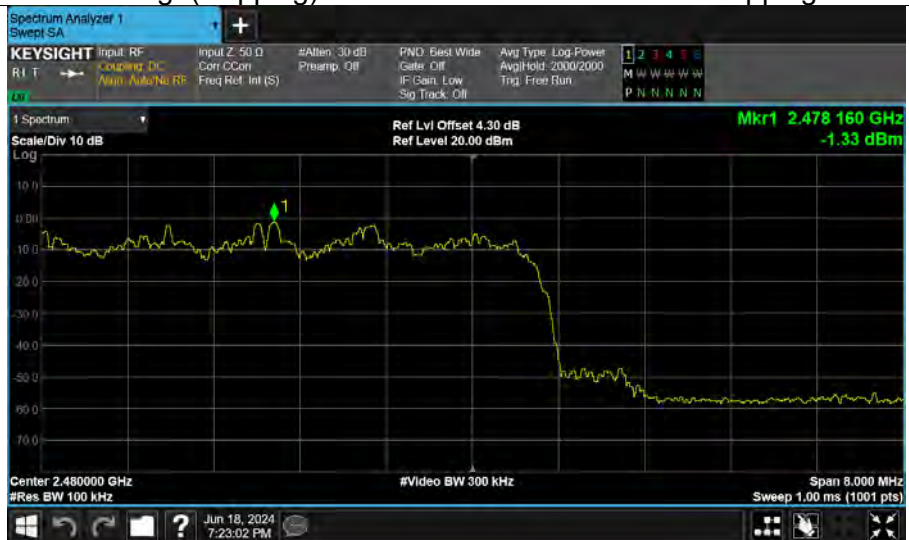 Spectrum Analyzer 1
Swept SA
+
KEYSIGHT Input: RF Input Z: 50 Ω #Atten: 30 dB PNO: Best Wide Avg Type: Log-Power 1 2 3 4 5 6
Coupling: DC Corr CCorr Preamp: Off Gate: Off Avg|Hold: 2000/2000 M W W W W W
Align: Auto/No RF Freq Ref: Int (S) IF Gain: Low Trig: Free Run
Sig Track: Off P N N N N N
1 Spectrum Ref Lvl Offset 4.30 dB Mkr1 2.478 160 GHz
Scale/Div 10 dB Ref Level 20.00 dBm -1.33 dBm
Log
10.0
0.00
-10.0
-20.0
-30.0
-40.0
-50.0
-60.0
-70.0
1
Center 2.480000 GHz #Video BW 300 kHz Span 8.000 MHz
#Res BW 100 kHz Sweep 1.00 ms (1001 pts)
? Jun 18, 2024
7:23:02 PM